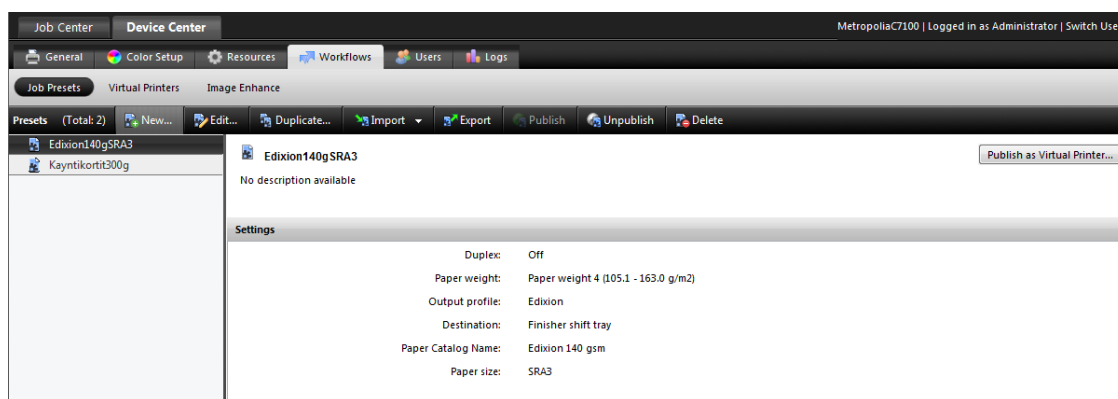 Job Center Device Center MetropoliaC7100 | Logged in as Administrator | Switch Use
General Color Setup Resources Workflows Users Logs
Job Presets Virtual Printers Image Enhance
Presets (Total: 2) New... Edit... Duplicate... Import Export Publish Unpublish Delete
Edixion140gSRA3
Kayntikortit300g
Edixion140gSRA3 Publish as Virtual Printer...
No description available
Settings
Duplex: Off
Paper weight: Paper weight 4 (105.1 - 163.0 g/m2)
Output profile: Edixion
Destination: Finisher shift tray
Paper Catalog Name: Edixion 140 gsm
Paper size: SRA3